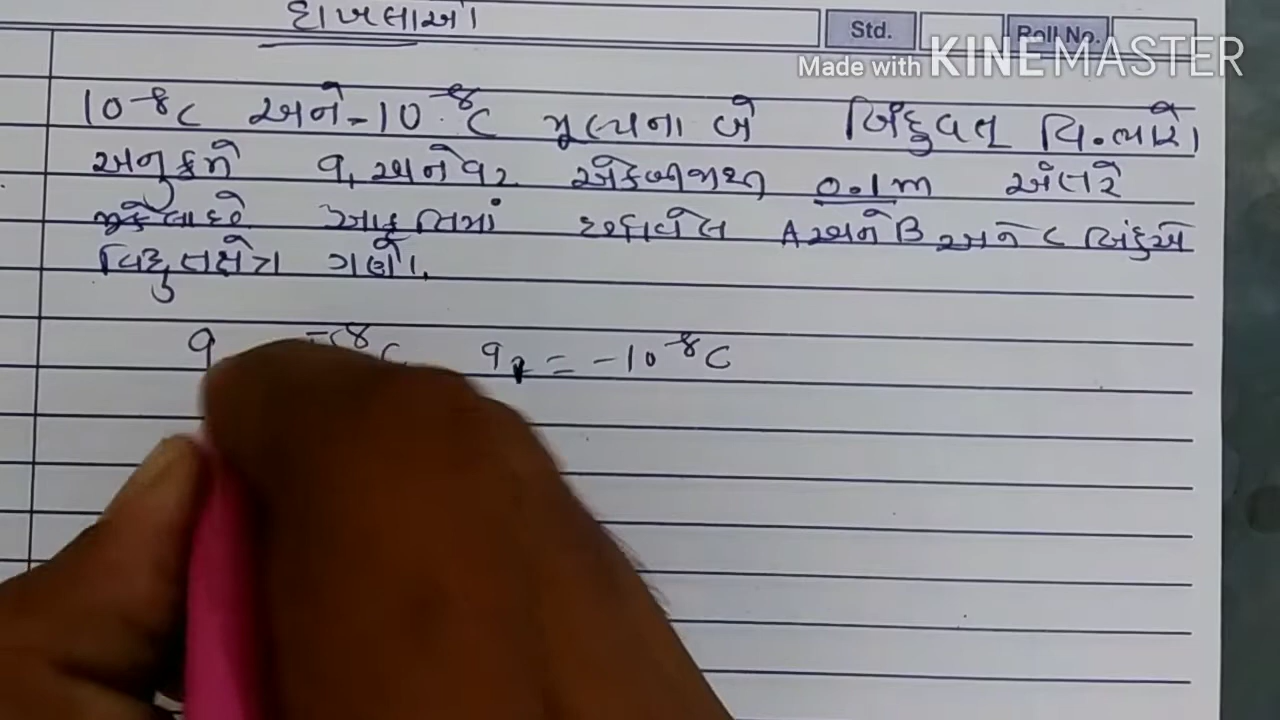 દાખલાઓ
Std. Roll No.
Made with KINEMASTER
10⁻⁸C અને -10⁻⁸C મૂલ્યના બે બિંદુવત્ વિ.ભારો
અનુક્રમે q₁ અને q₂ એકબીજાથી 0.1m અંતરે
મૂકેલા છે આકૃતિમાં દર્શાવેલ A અને B અને C બિંદુએ
વિદ્યુતક્ષેત્ર ગણો.
q ⁻⁸C q₂ = -10⁻⁸C